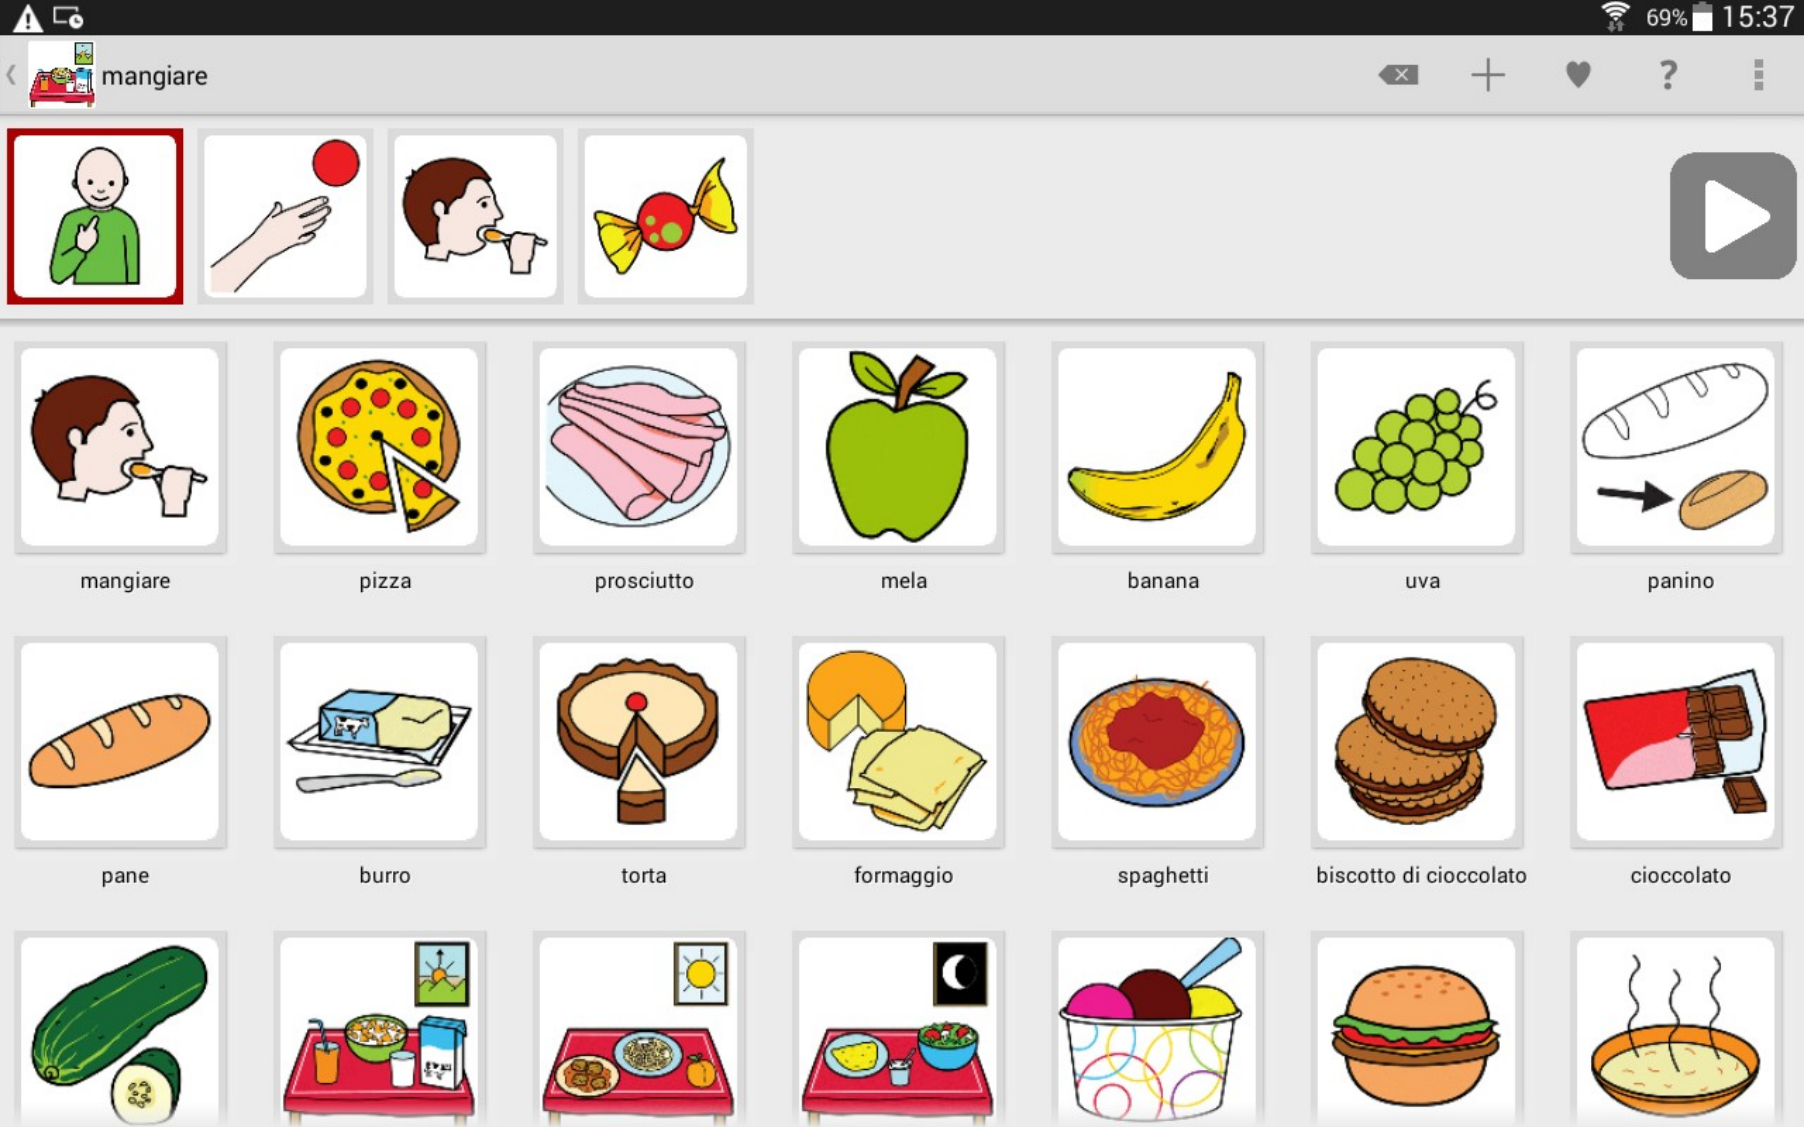 69% 15:37
mangiare
?
mangiare pizza prosciutto mela banana uva panino
pane burro torta formaggio spaghetti biscotto di cioccolato cioccolato